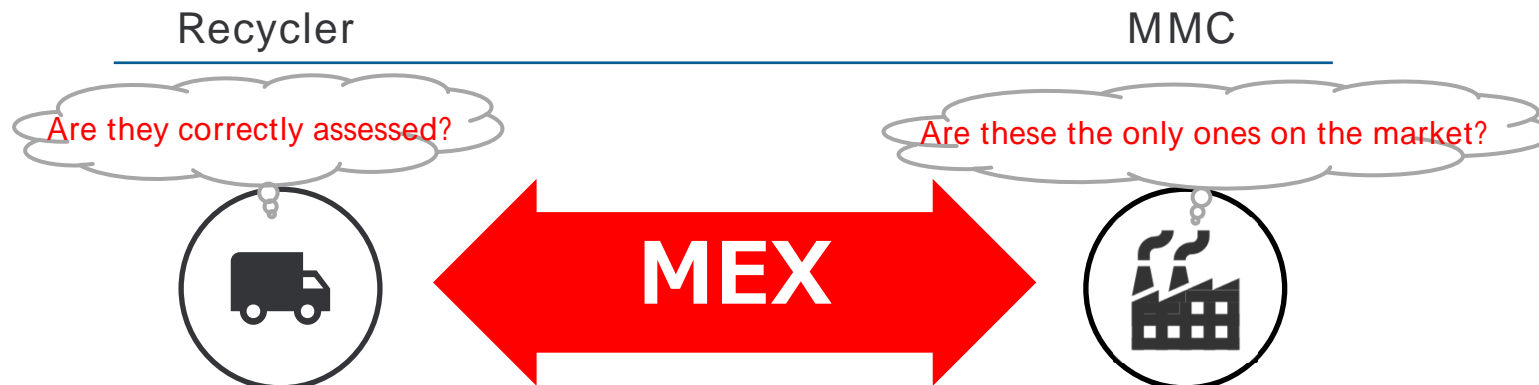 Recycler
MMC
Are they correctly assessed?
Are these the only ones on the market?
MEX